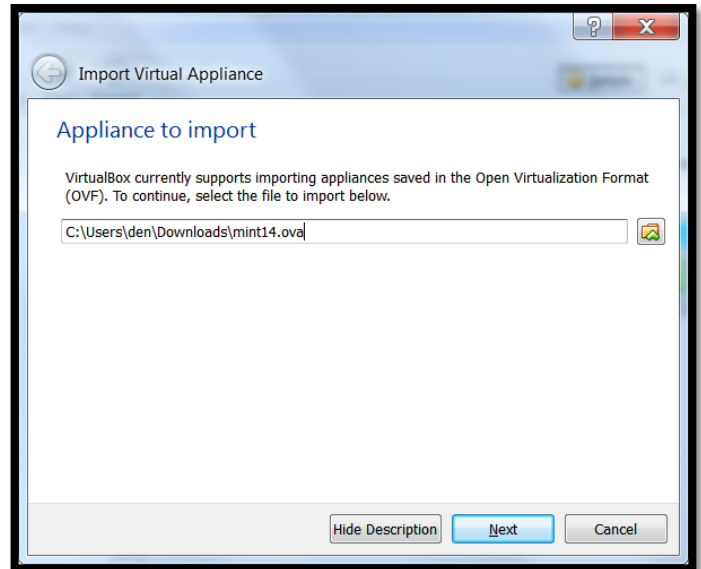 Import Virtual Appliance
Appliance to import
VirtualBox currently supports importing appliances saved in the Open Virtualization Format
(OVF). To continue, select the file to import below.
C:\Users\den\Downloads\mint14.ova
Hide Description Next Cancel